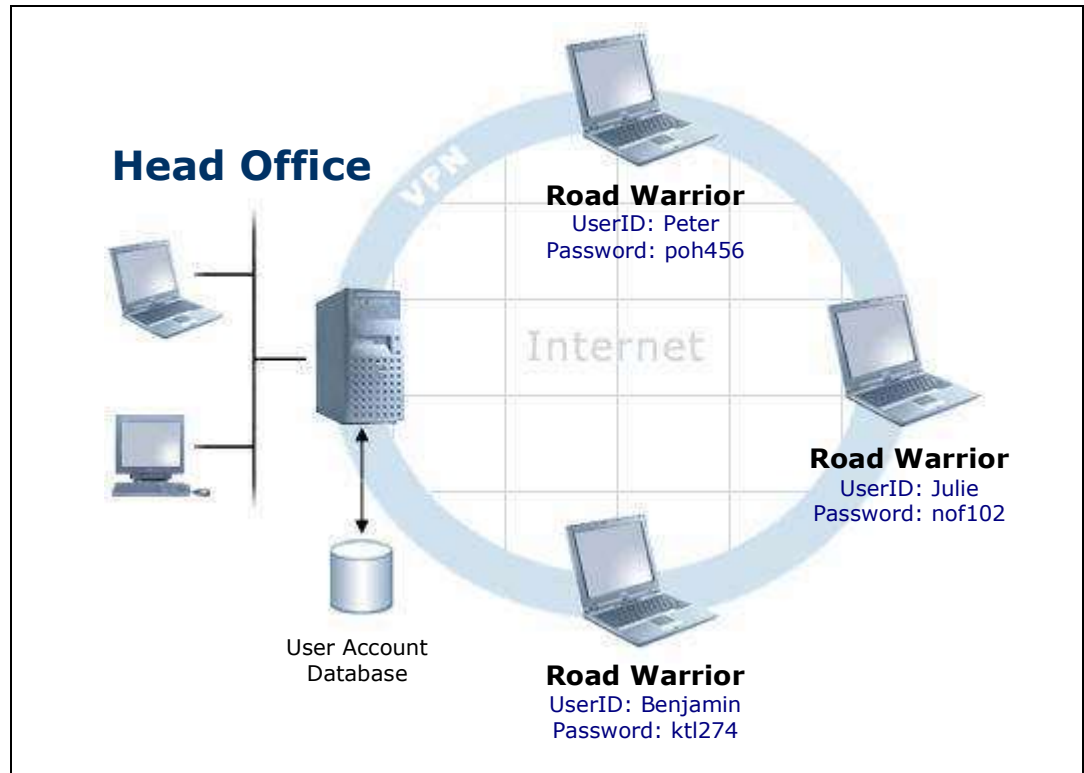 Head Office
VPN
Road Warrior
UserID: Peter
Password: poh456
Internet
Road Warrior
UserID: Julie
Password: nof102
User Account
Database
Road Warrior
UserID: Benjamin
Password: ktl274